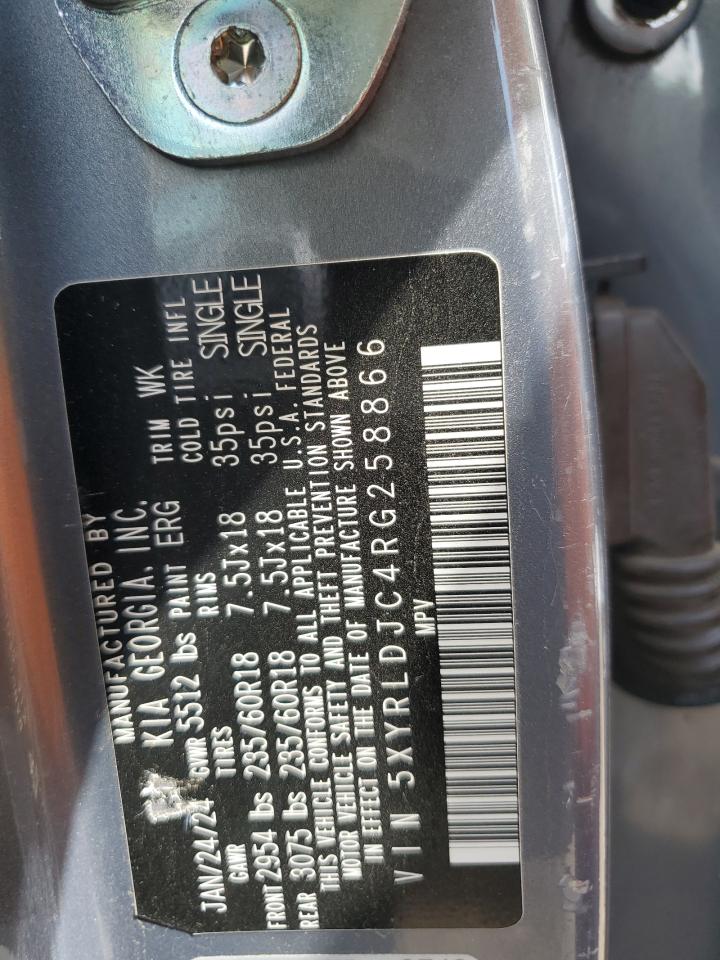 MANUFACTURED BY
KIA GEORGIA. INC.
JAN/24/24 GVWR 5512 lbs PAINT ERG TRIM WK
GAWR TIRES RIMS COLD TIRE INFL
FRONT 2954 lbs 235/60R18 7.5Jx18 35psi SINGLE
REAR 3075 lbs 235/60R18 7.5Jx18 35psi SINGLE
THIS VEHICLE CONFORMS TO ALL APPLICABLE U.S.A. FEDERAL
MOTOR VEHICLE SAFETY AND THEFT PREVENTION STANDARDS
IN EFFECT ON THE DATE OF MANUFACTURE SHOWN ABOVE
VIN 5XYRLDJC4RG258866
MPV